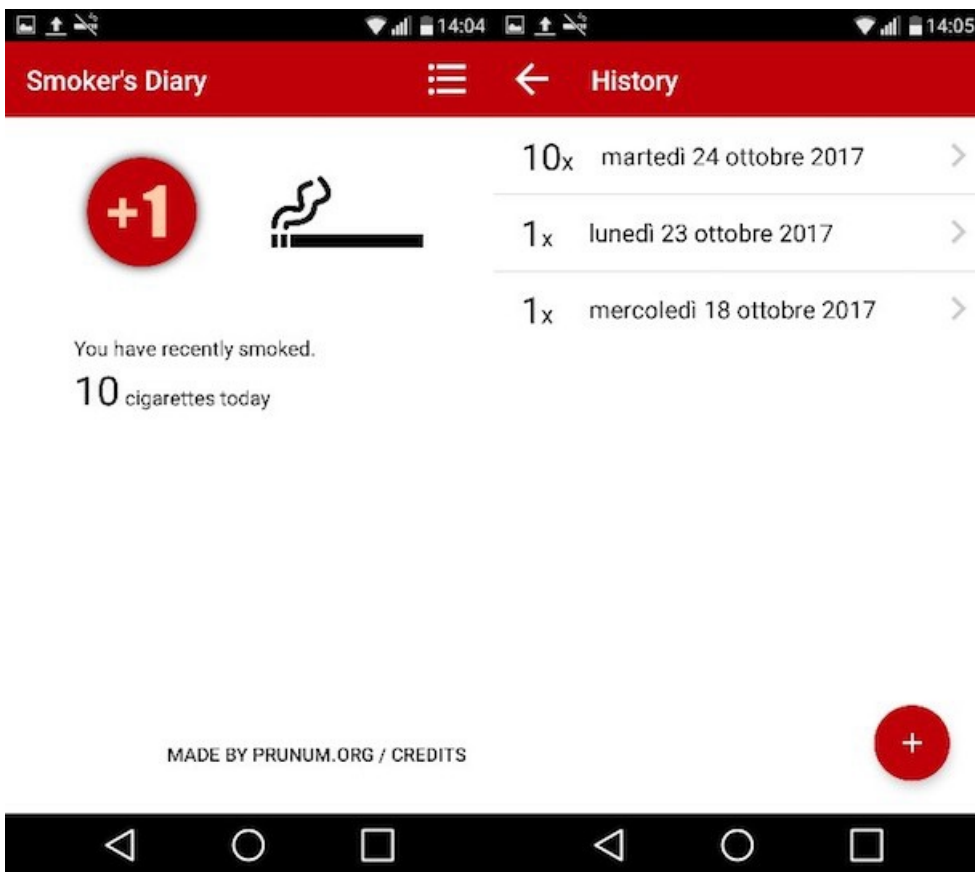 14:04
Smoker's Diary
+1
You have recently smoked.
10 cigarettes today
MADE BY PRUNUM.ORG / CREDITS
14:05
History
10x martedì 24 ottobre 2017
1x lunedì 23 ottobre 2017
1x mercoledì 18 ottobre 2017
+